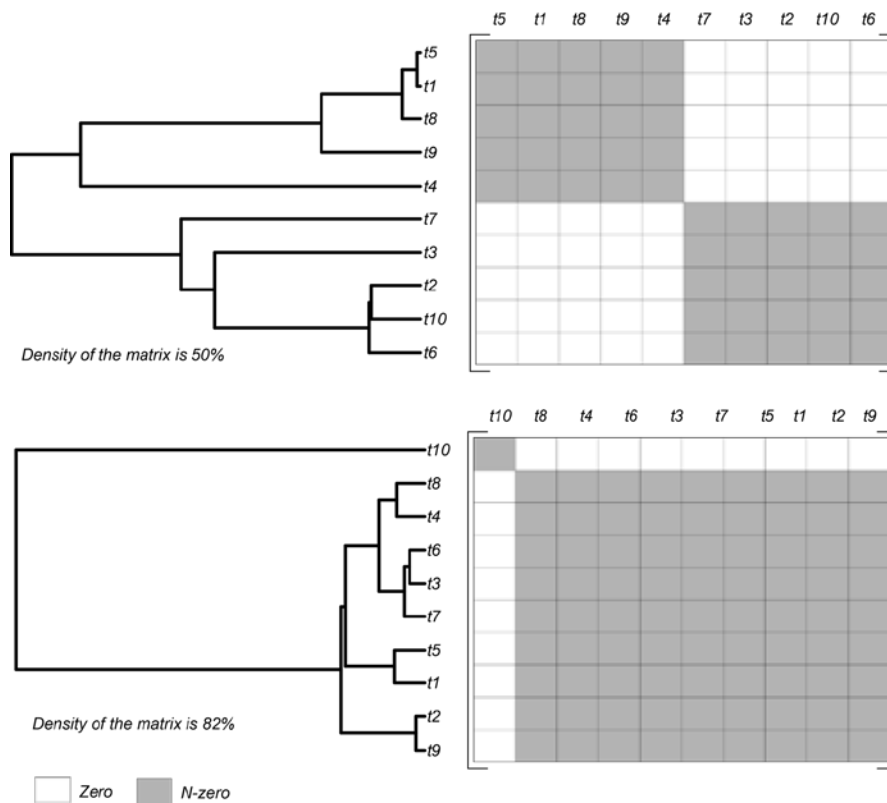 t5 t1 t8 t9 t4 t7 t3 t2 t10 t6
t5
t1
t8
t9
t4
t7
t3
t2
t10
t6
Density of the matrix is 50%
t10 t8 t4 t6 t3 t7 t5 t1 t2 t9
t10
t8
t4
t6
t3
t7
t5
t1
t2
t9
Density of the matrix is 82%
Zero N-zero